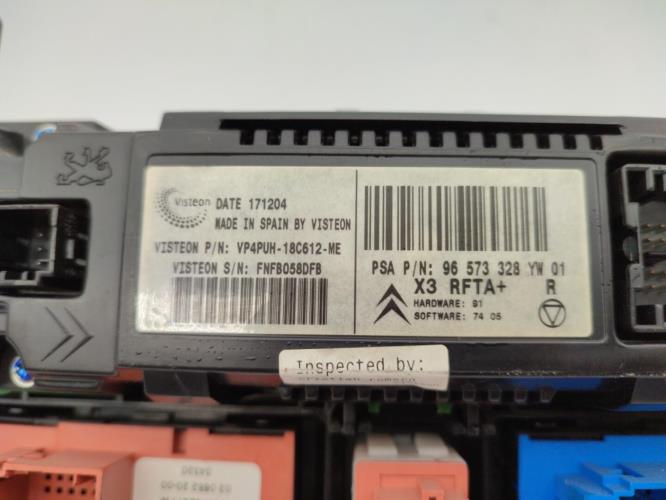 Visteon
DATE 171204
MADE IN SPAIN BY VISTEON
VISTEON P/N: VP4PUH-18C612-ME
VISTEON S/N: FNFB058DFB
PSA P/N: 96 573 328 YW 01
X3 RFTA+ R
HARDWARE: 91
SOFTWARE: 74 05
Inspected by: